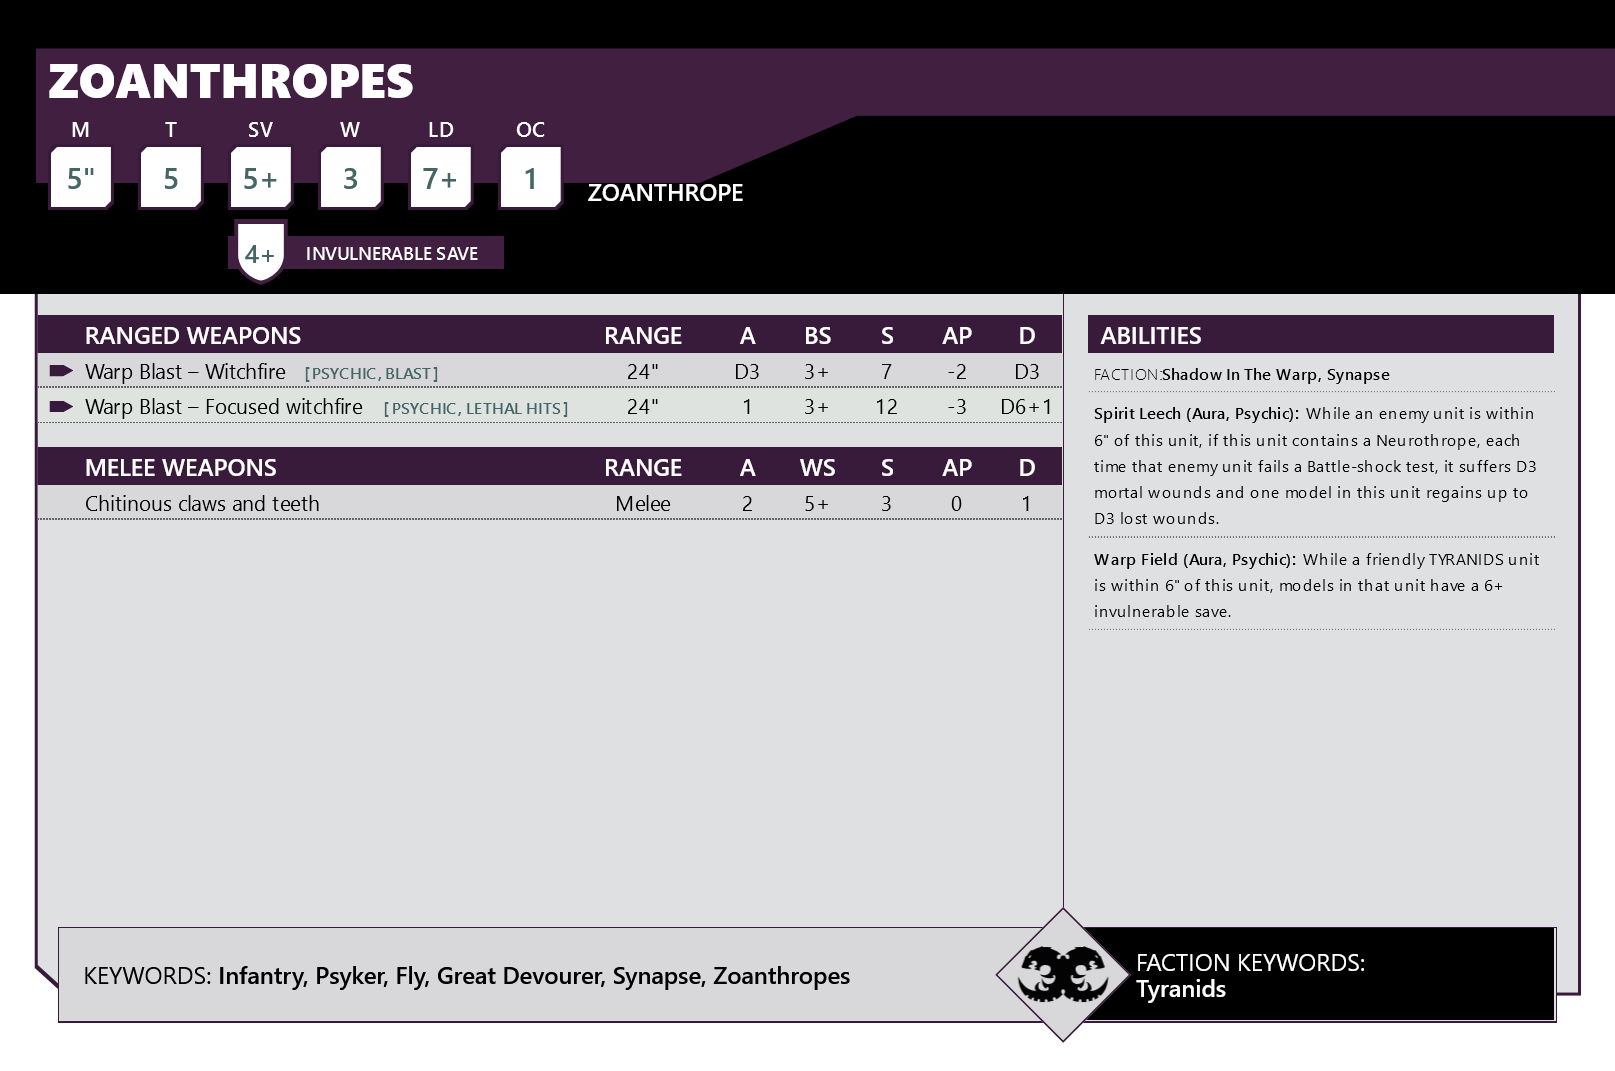 ZOANTHROPES
M T SV W LD OC
5" 5 5+ 3 7+ 1 ZOANTHROPE
4+ INVULNERABLE SAVE
RANGED WEAPONS RANGE A BS S AP D
Warp Blast – Witchfire [PSYCHIC, BLAST] 24" D3 3+ 7 -2 D3
Warp Blast – Focused witchfire [PSYCHIC, LETHAL HITS] 24" 1 3+ 12 -3 D6+1
MELEE WEAPONS RANGE A WS S AP D
Chitinous claws and teeth Melee 2 5+ 3 0 1
ABILITIES
FACTION:Shadow In The Warp, Synapse
Spirit Leech (Aura, Psychic): While an enemy unit is within
6" of this unit, if this unit contains a Neurothrope, each
time that enemy unit fails a Battle-shock test, it suffers D3
mortal wounds and one model in this unit regains up to
D3 lost wounds.
Warp Field (Aura, Psychic): While a friendly TYRANIDS unit
is within 6" of this unit, models in that unit have a 6+
invulnerable save.
KEYWORDS: Infantry, Psyker, Fly, Great Devourer, Synapse, Zoanthropes
FACTION KEYWORDS:
Tyranids